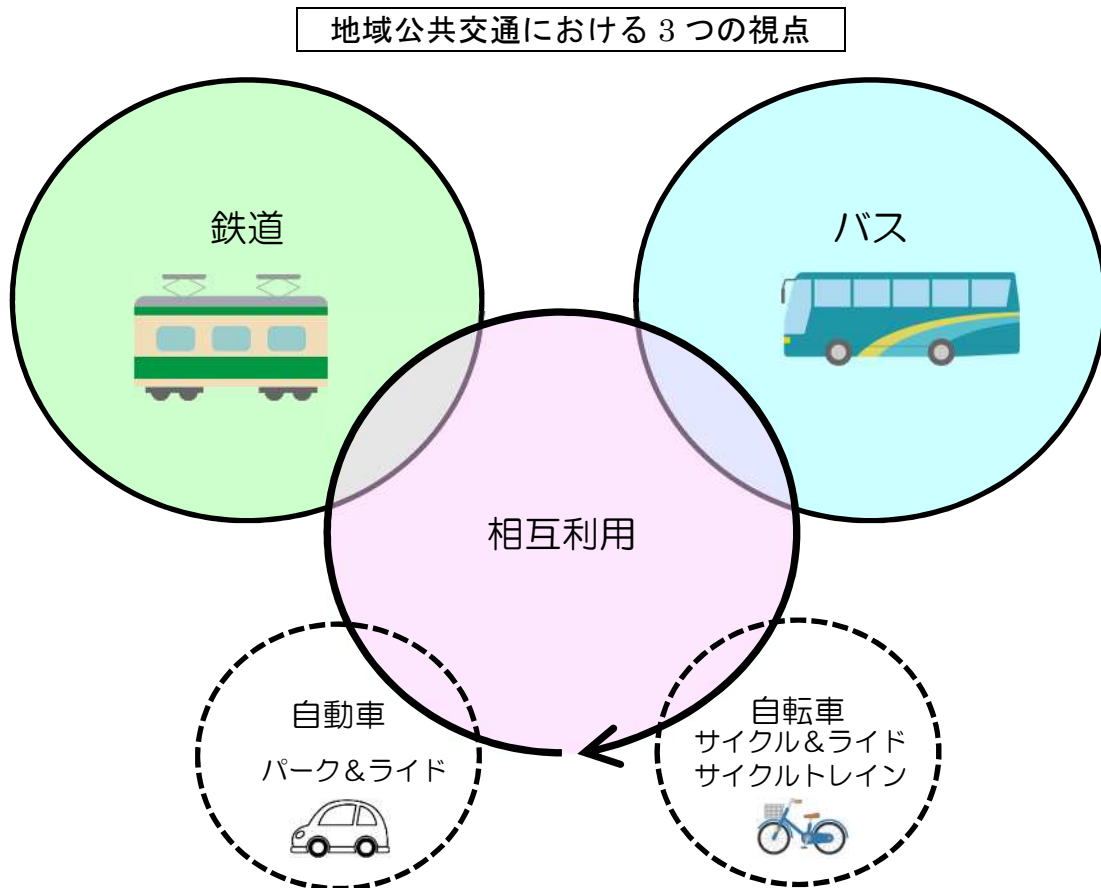 地域公共交通における 3 つの視点
鉄道
バス
相互利用
自動車
パーク＆ライド
自転車
サイクル＆ライド
サイクルトレイン